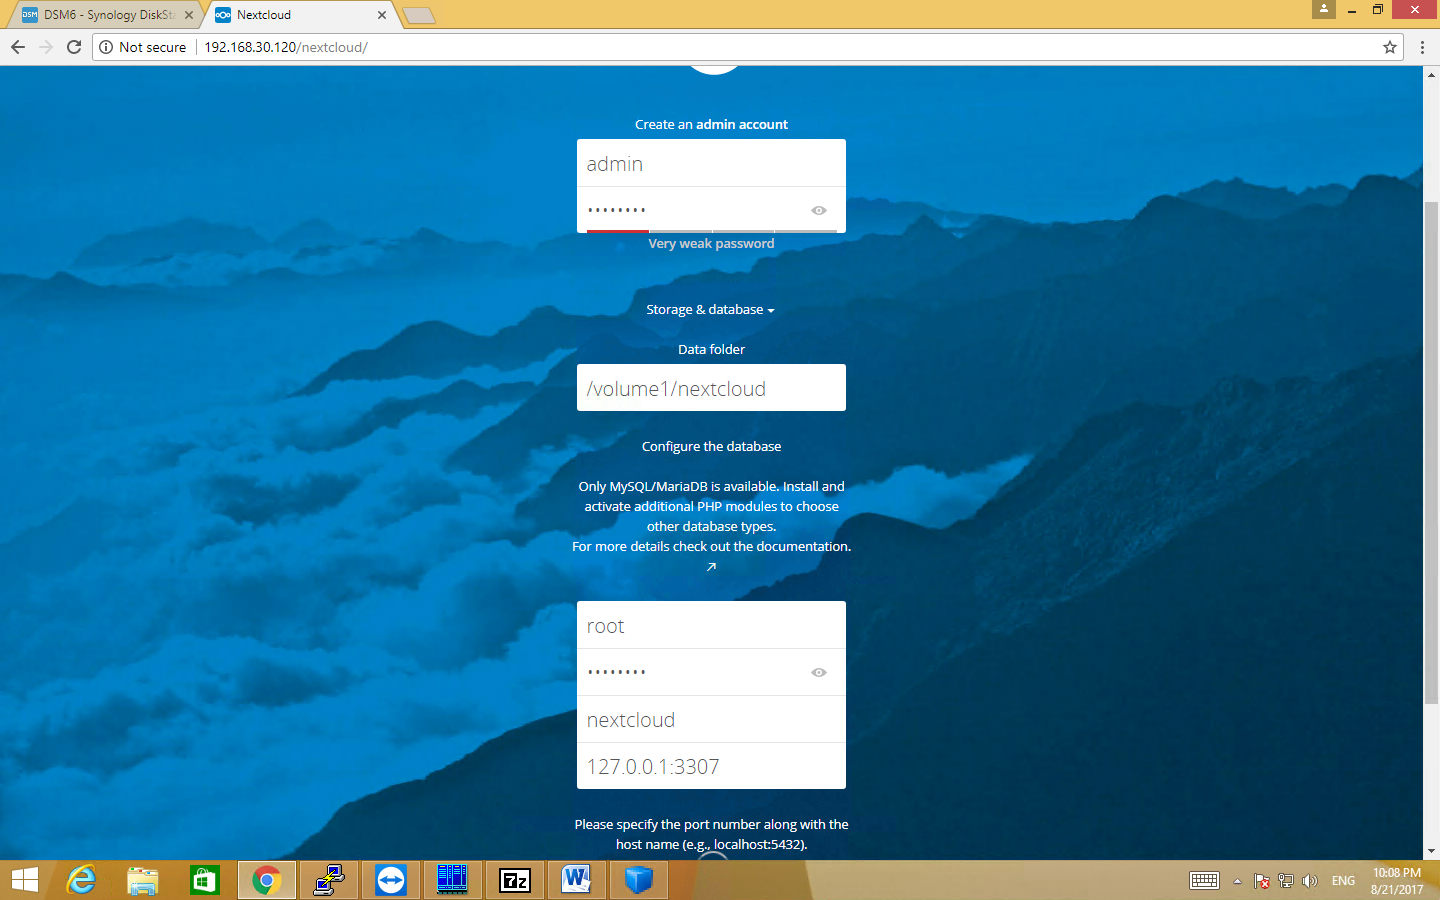 DSM DSM6 - Synology DiskSta
Nextcloud
Not secure 192.168.30.120/nextcloud/
Create an admin account
admin
••••••••
Very weak password
Storage & database
Data folder
/volume1/nextcloud
Configure the database
Only MySQL/MariaDB is available. Install and
activate additional PHP modules to choose
other database types.
For more details check out the documentation.
root
••••••••
nextcloud
127.0.0.1:3307
Please specify the port number along with the
host name (e.g., localhost:5432).
7z
W
ENG
10:08 PM
8/21/2017